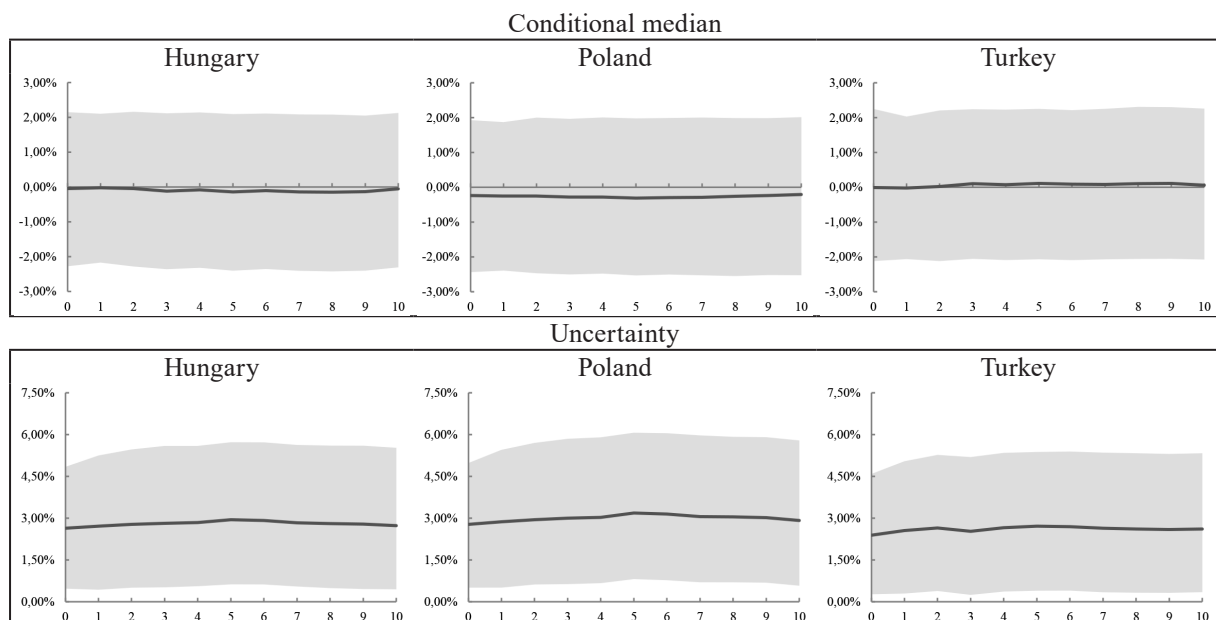 Conditional median
Hungary Poland Turkey
3,00% 3,00% 3,00%
2,00% 2,00% 2,00%
1,00% 1,00% 1,00%
0,00% 0,00% 0,00%
-1,00% -1,00% -1,00%
-2,00% -2,00% -2,00%
-3,00% -3,00% -3,00%
0 1 2 3 4 5 6 7 8 9 10 0 1 2 3 4 5 6 7 8 9 10 0 1 2 3 4 5 6 7 8 9 10
Uncertainty
Hungary Poland Turkey
7,50% 7,50% 7,50%
6,00% 6,00% 6,00%
4,50% 4,50% 4,50%
3,00% 3,00% 3,00%
1,50% 1,50% 1,50%
0,00% 0,00% 0,00%
0 1 2 3 4 5 6 7 8 9 10 0 1 2 3 4 5 6 7 8 9 10 0 1 2 3 4 5 6 7 8 9 10